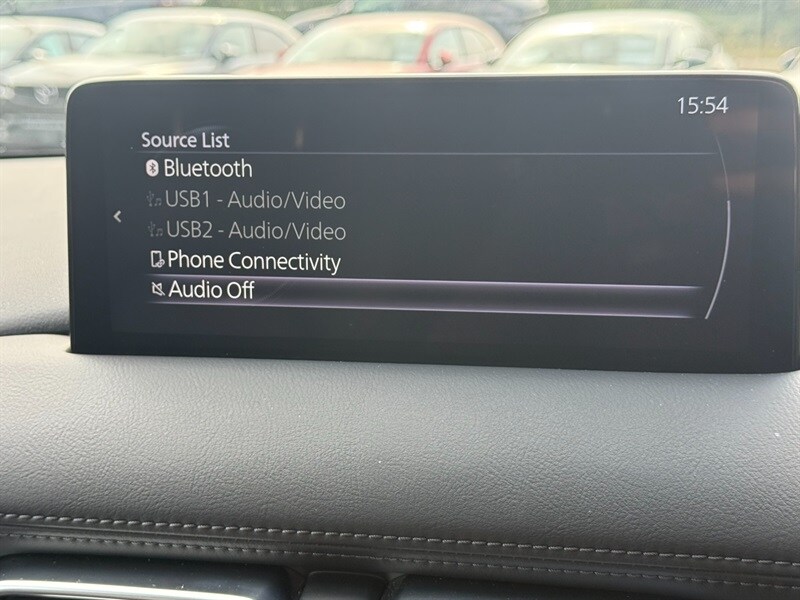 15:54
Source List
Bluetooth
USB1 - Audio/Video
USB2 - Audio/Video
Phone Connectivity
Audio Off